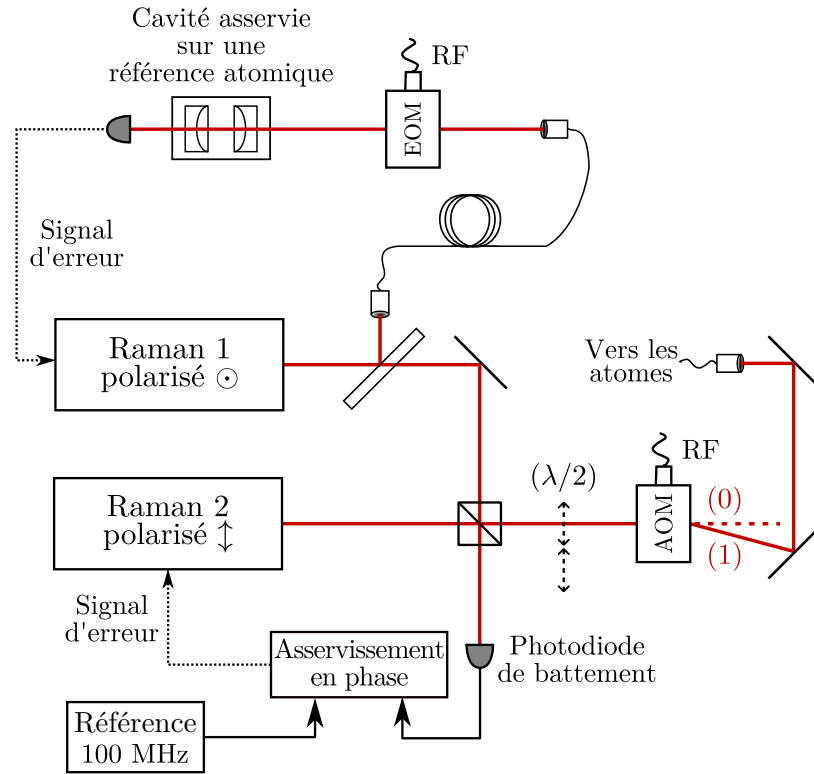 Cavité asservie
sur une
référence atomique
RF
EOM
Signal
d'erreur
Raman 1
polarisé ⊙
Vers les
atomes
Raman 2
polarisé ↕
(λ/2)
RF
AOM
(0)
(1)
Signal
d'erreur
Asservissement
en phase
Photodiode
de battement
Référence
100 MHz